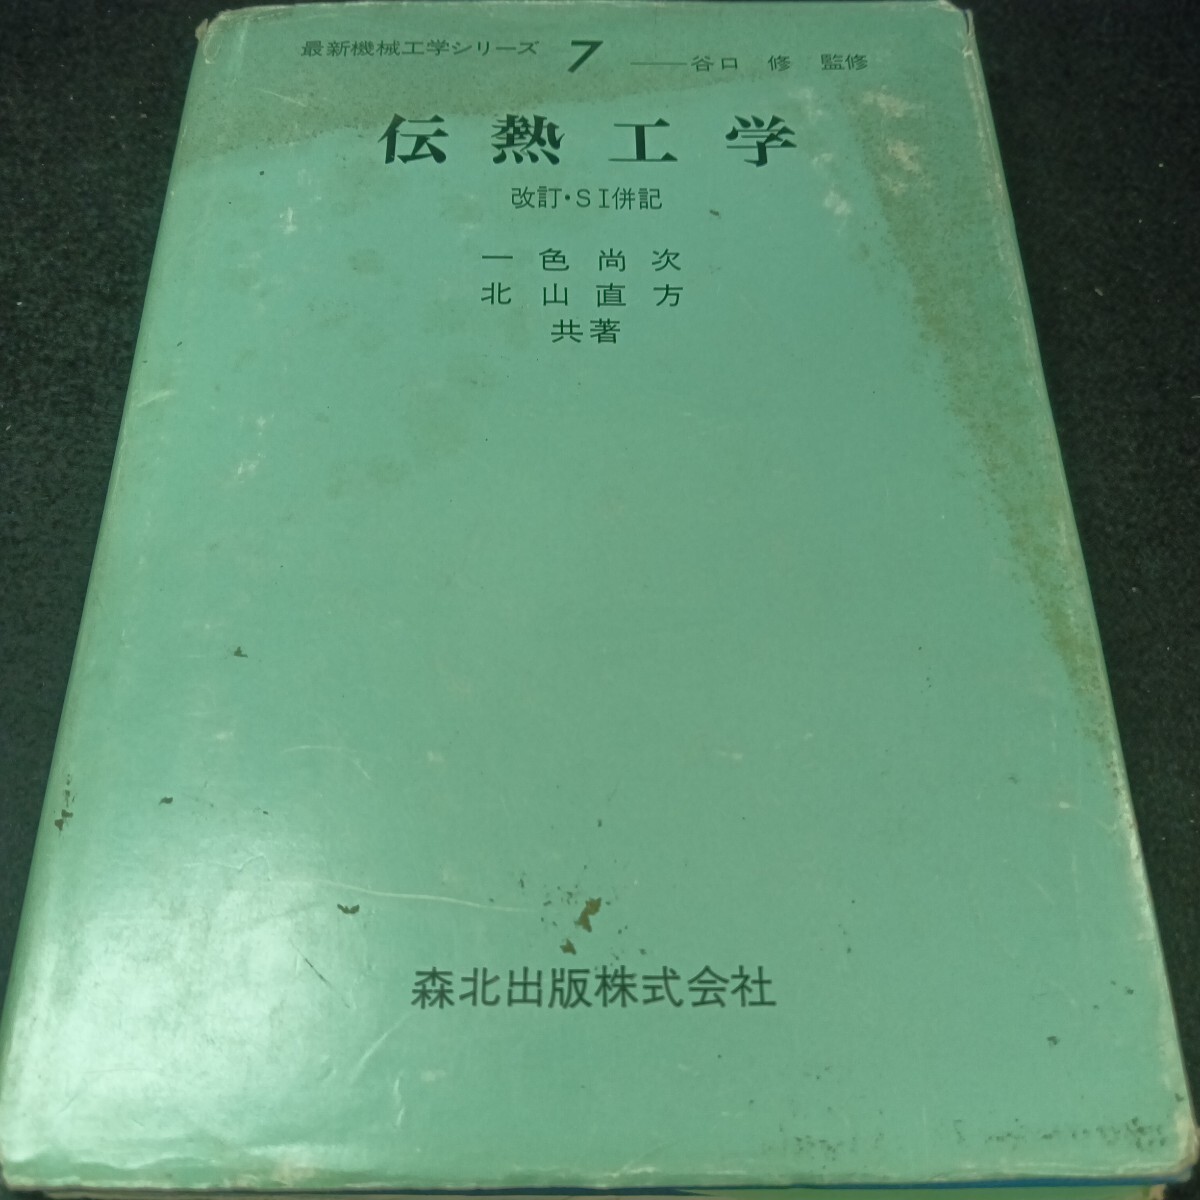 最新機械工学シリーズ 7 ――谷口 修 監修
伝熱工学
改訂・SI併記
一色尚次
北山直方
共著
森北出版株式会社